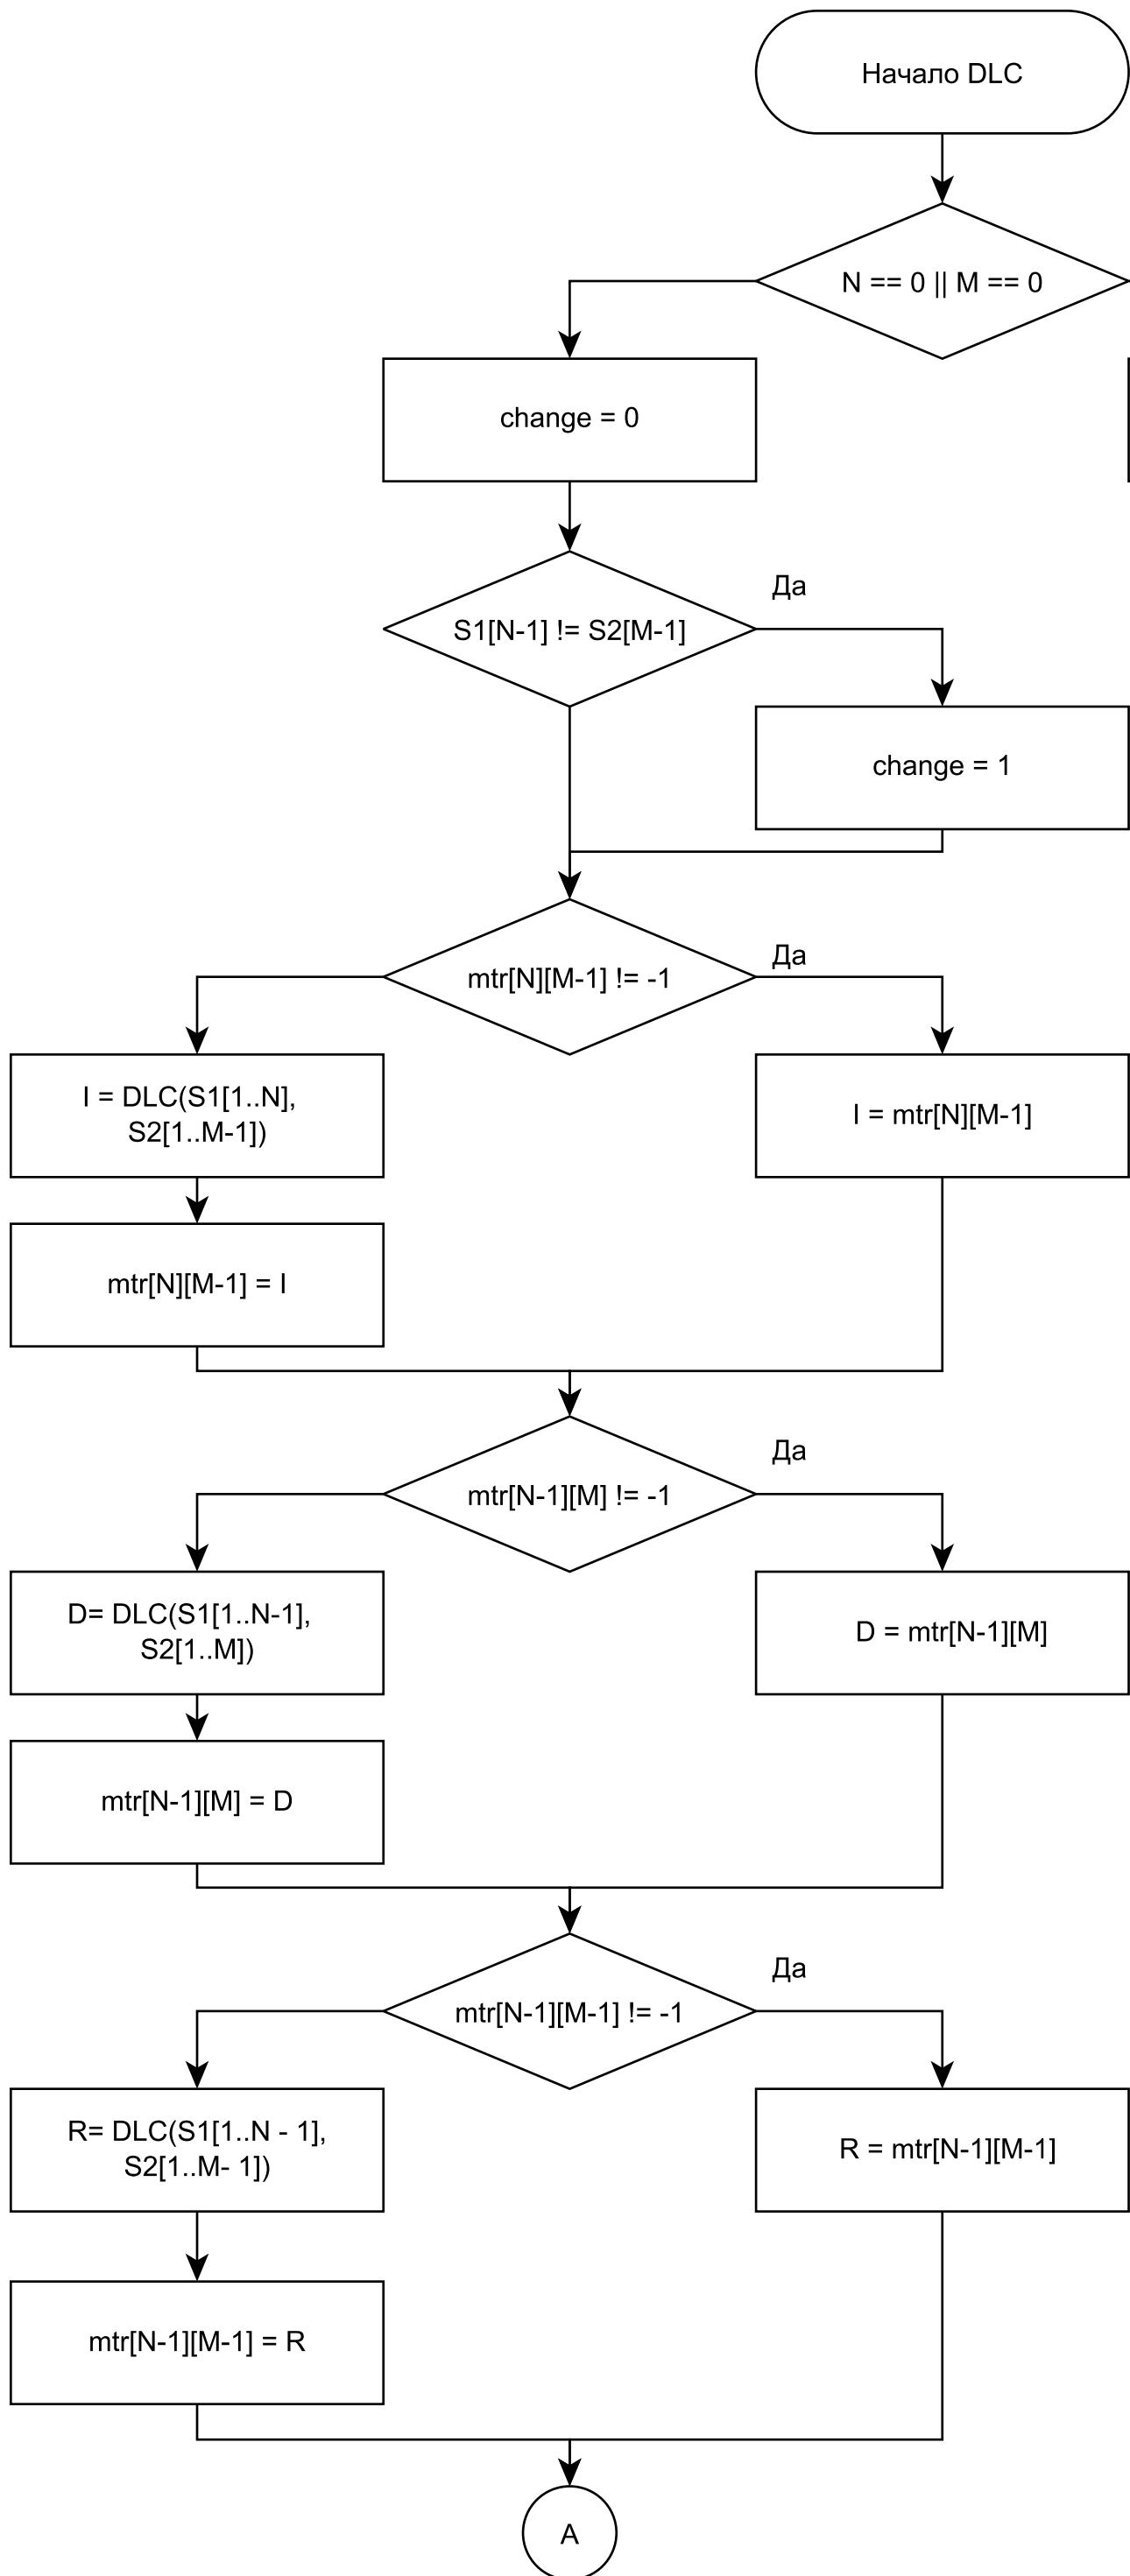 Начало DLC
N == 0 || M == 0
change = 0
Да
S1[N-1] != S2[M-1]
change = 1
Да
mtr[N][M-1] != -1
I = DLC(S1[1..N],
S2[1..M-1])
I = mtr[N][M-1]
mtr[N][M-1] = I
Да
mtr[N-1][M] != -1
D= DLC(S1[1..N-1],
S2[1..M])
D = mtr[N-1][M]
mtr[N-1][M] = D
Да
mtr[N-1][M-1] != -1
R= DLC(S1[1..N - 1],
S2[1..M- 1])
R = mtr[N-1][M-1]
mtr[N-1][M-1] = R
A